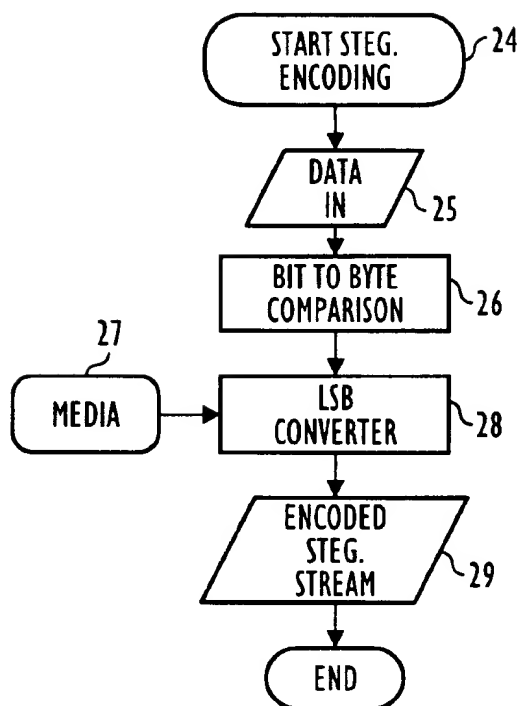 START STEG.
ENCODING
24
DATA
IN
25
BIT TO BYTE
COMPARISON
26
27
MEDIA
LSB
CONVERTER
28
ENCODED
STEG.
STREAM
29
END